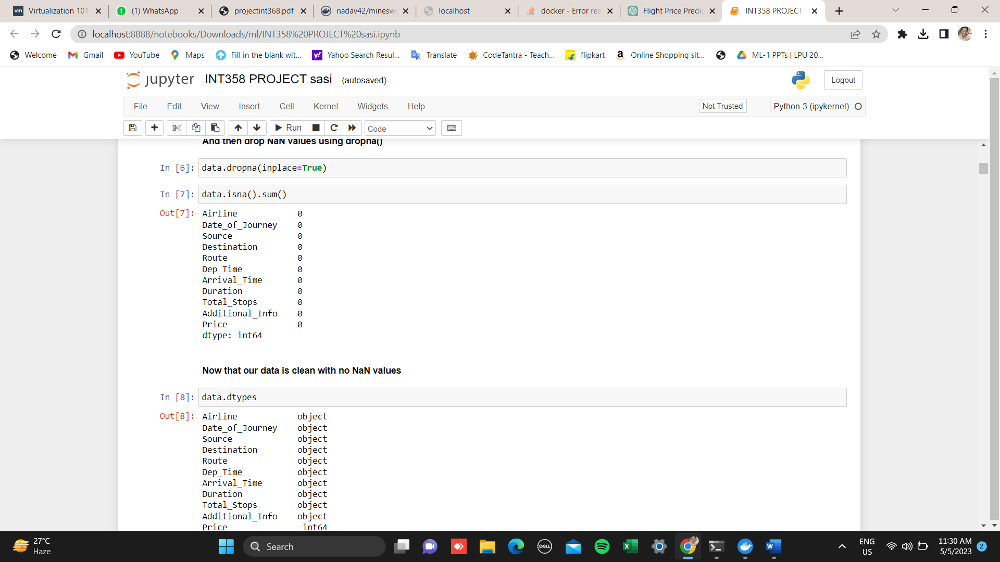 Virtualization 101
(1) WhatsApp
projectint368.pdf
nadav42/mineswe
localhost
docker - Error res
Flight Price Predic
INT358 PROJECT
localhost:8888/notebooks/Downloads/ml/INT358%20PROJECT%20sasi.ipynb
Welcome
Gmail
YouTube
Maps
Fill in the blank wit...
Yahoo Search Resul...
Translate
CodeTantra - Teach...
flipkart
Online Shopping sit...
ML-1 PPTs | LPU 20...
jupyter INT358 PROJECT sasi (autosaved)
Logout
File Edit View Insert Cell Kernel Widgets Help
Not Trusted
Python 3 (ipykernel)
Run
Code
And then drop NaN values using dropna()
In [6]: data.dropna(inplace=True)
In [7]: data.isna().sum()
Out[7]: Airline 0
Date_of_Journey 0
Source 0
Destination 0
Route 0
Dep_Time 0
Arrival_Time 0
Duration 0
Total_Stops 0
Additional_Info 0
Price 0
dtype: int64
Now that our data is clean with no NaN values
In [8]: data.dtypes
Out[8]: Airline object
Date_of_Journey object
Source object
Destination object
Route object
Dep_Time object
Arrival_Time object
Duration object
Total_Stops object
Additional_Info object
Price int64
27°C
Haze
Search
ENG
US
11:30 AM
5/5/2023
2